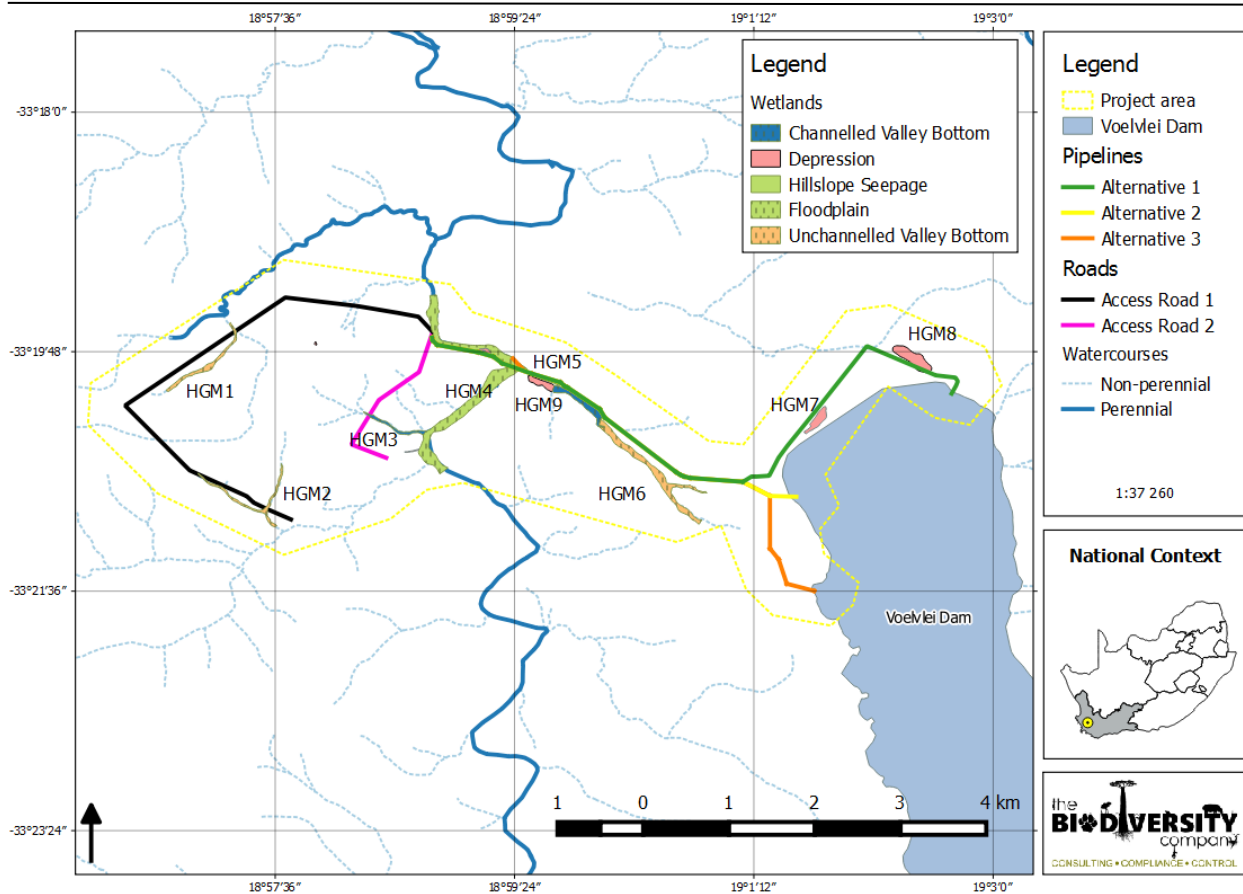 18°57′36″ 18°59′24″ 19°1′12″ 19°3′0″
-33°18′0″
-33°19′48″
-33°21′36″
-33°23′24″
Legend
Wetlands
Channelled Valley Bottom
Depression
Hillslope Seepage
Floodplain
Unchannelled Valley Bottom
HGM1
HGM2
HGM3
HGM4
HGM5
HGM9
HGM6
HGM7
HGM8
Voelvlei Dam
1 0 1 2 3 4 km
18°57′36″ 18°59′24″ 19°1′12″ 19°3′0″
Legend
Project area
Voelvlei Dam
Pipelines
Alternative 1
Alternative 2
Alternative 3
Roads
Access Road 1
Access Road 2
Watercourses
Non-perennial
Perennial
1:37 260
National Context
the
BIODIVERSITY
company
CONSULTING • COMPLIANCE • CONTROL